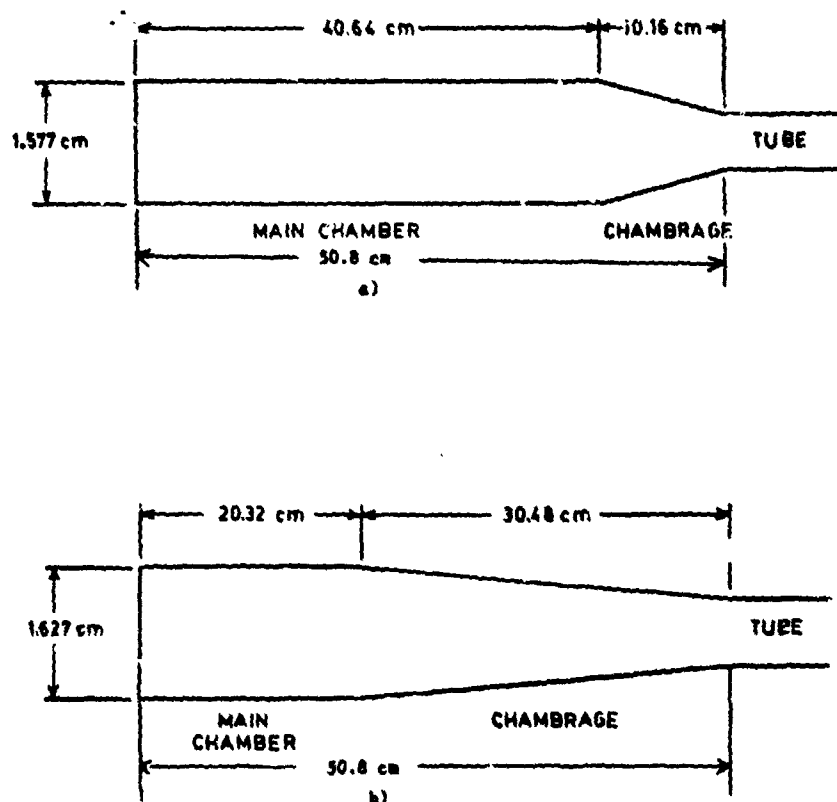 40.64 cm
10.16 cm
1.577 cm
TUBE
MAIN CHAMBER
CHAMBRAGE
50.8 cm
a)
20.32 cm
30.48 cm
1.627 cm
TUBE
MAIN
CHAMBER
CHAMBRAGE
50.8 cm
b)